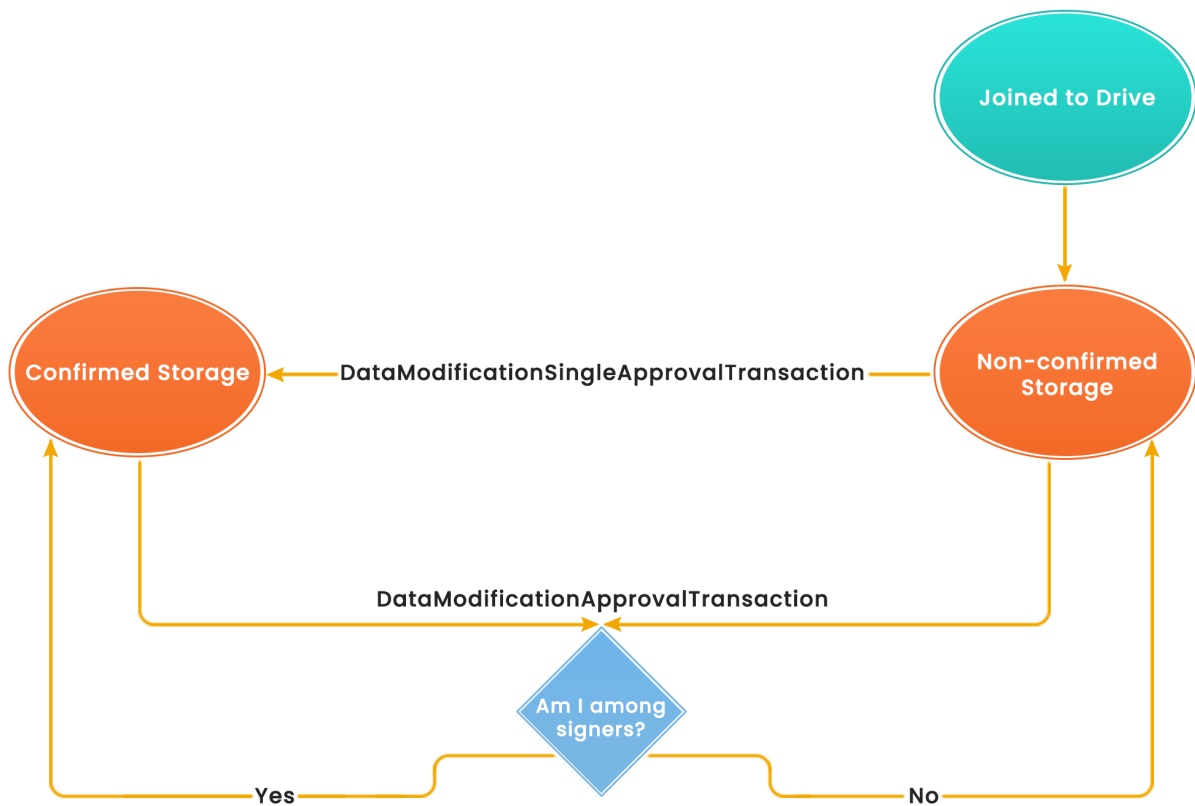 Joined to Drive
Confirmed Storage
DataModificationSingleApprovalTransaction
Non-confirmed
Storage
DataModificationApprovalTransaction
Am I among
signers?
Yes
No